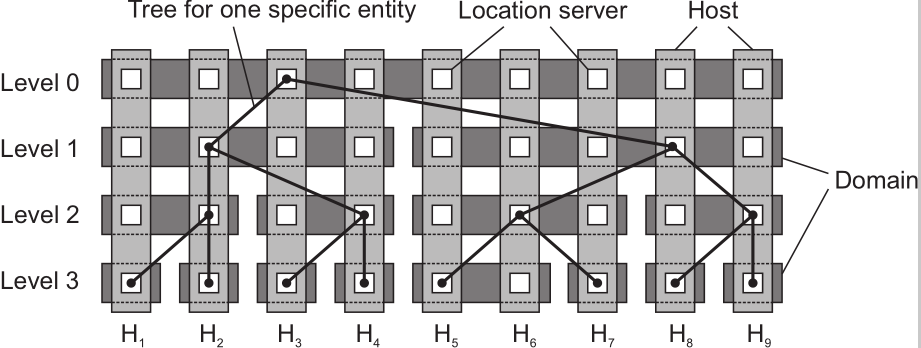 Tree for one specific entity Location server Host
Level 0
Level 1
Domain
Level 2
Level 3
H1 H2 H3 H4 H5 H6 H7 H8 H9